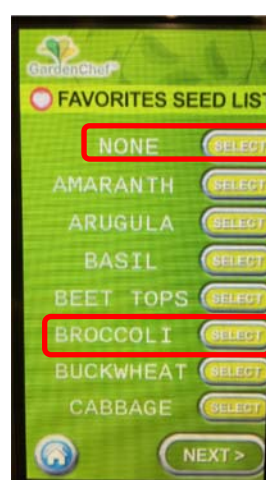 GardenChef
FAVORITES SEED LIST
NONE SELECT
AMARANTH SELECT
ARUGULA SELECT
BASIL SELECT
BEET TOPS SELECT
BROCCOLI SELECT
BUCKWHEAT SELECT
CABBAGE SELECT
NEXT >